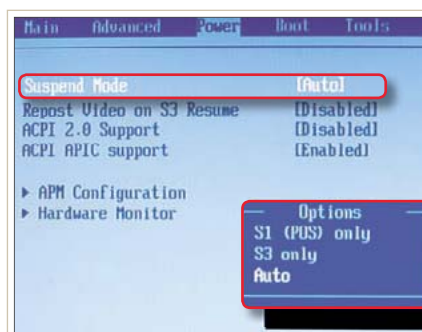 Main Advanced Power Boot Tools
Suspend Mode [Auto]
Repost Video on S3 Resume [Disabled]
ACPI 2.0 Support [Disabled]
ACPI APIC support [Enabled]
▶ APM Configuration
▶ Hardware Monitor
Options
S1 (POS) only
S3 only
Auto